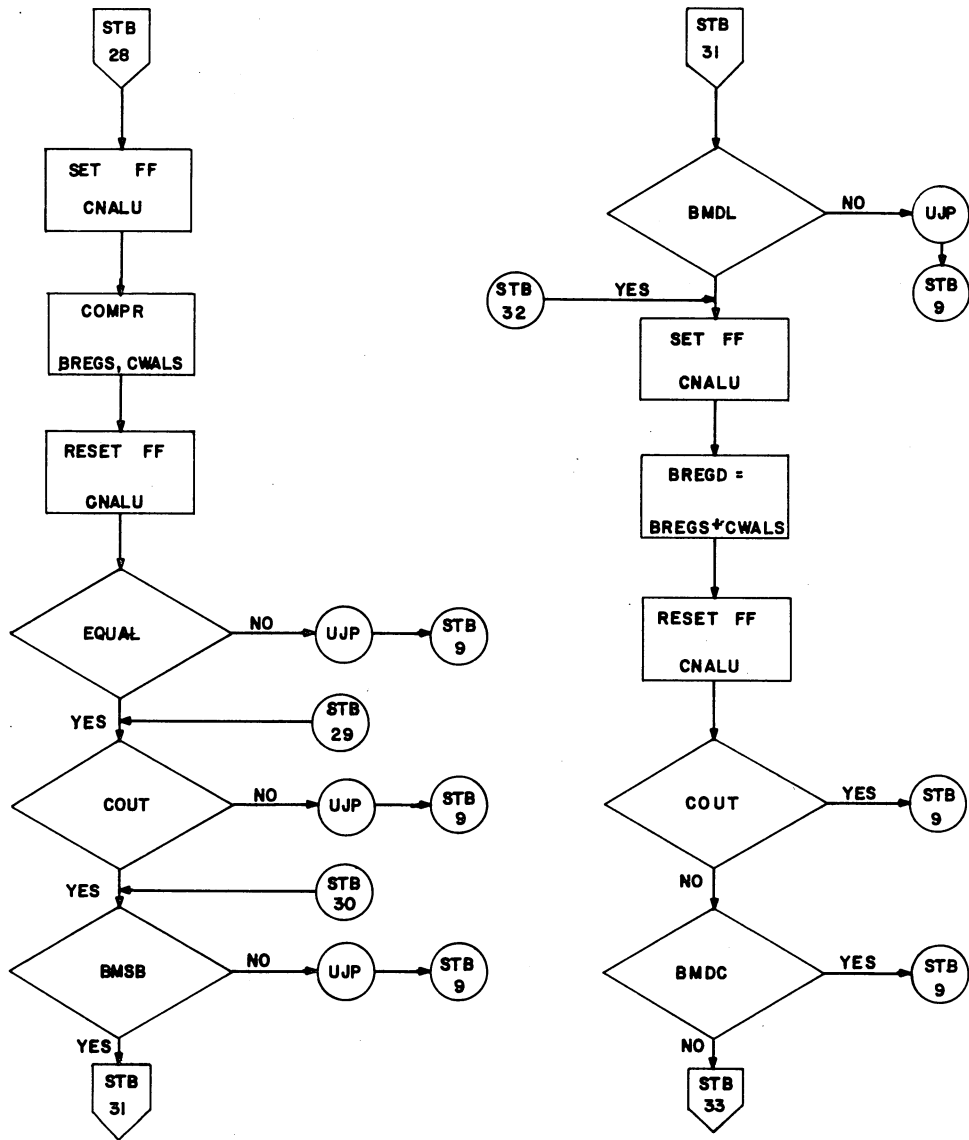 STB
28
SET FF
CNALU
COMPR
BREGS, CWALS
RESET FF
CNALU
EQUAL
NO
UJP
STB
9
YES
STB
29
COUT
NO
UJP
STB
9
YES
STB
30
BMSB
NO
UJP
STB
9
YES
STB
31
STB
31
BMDL
NO
UJP
STB
9
STB
32
YES
SET FF
CNALU
BREGD =
BREGS+CWALS
RESET FF
CNALU
COUT
YES
STB
9
NO
BMDC
YES
STB
9
NO
STB
33